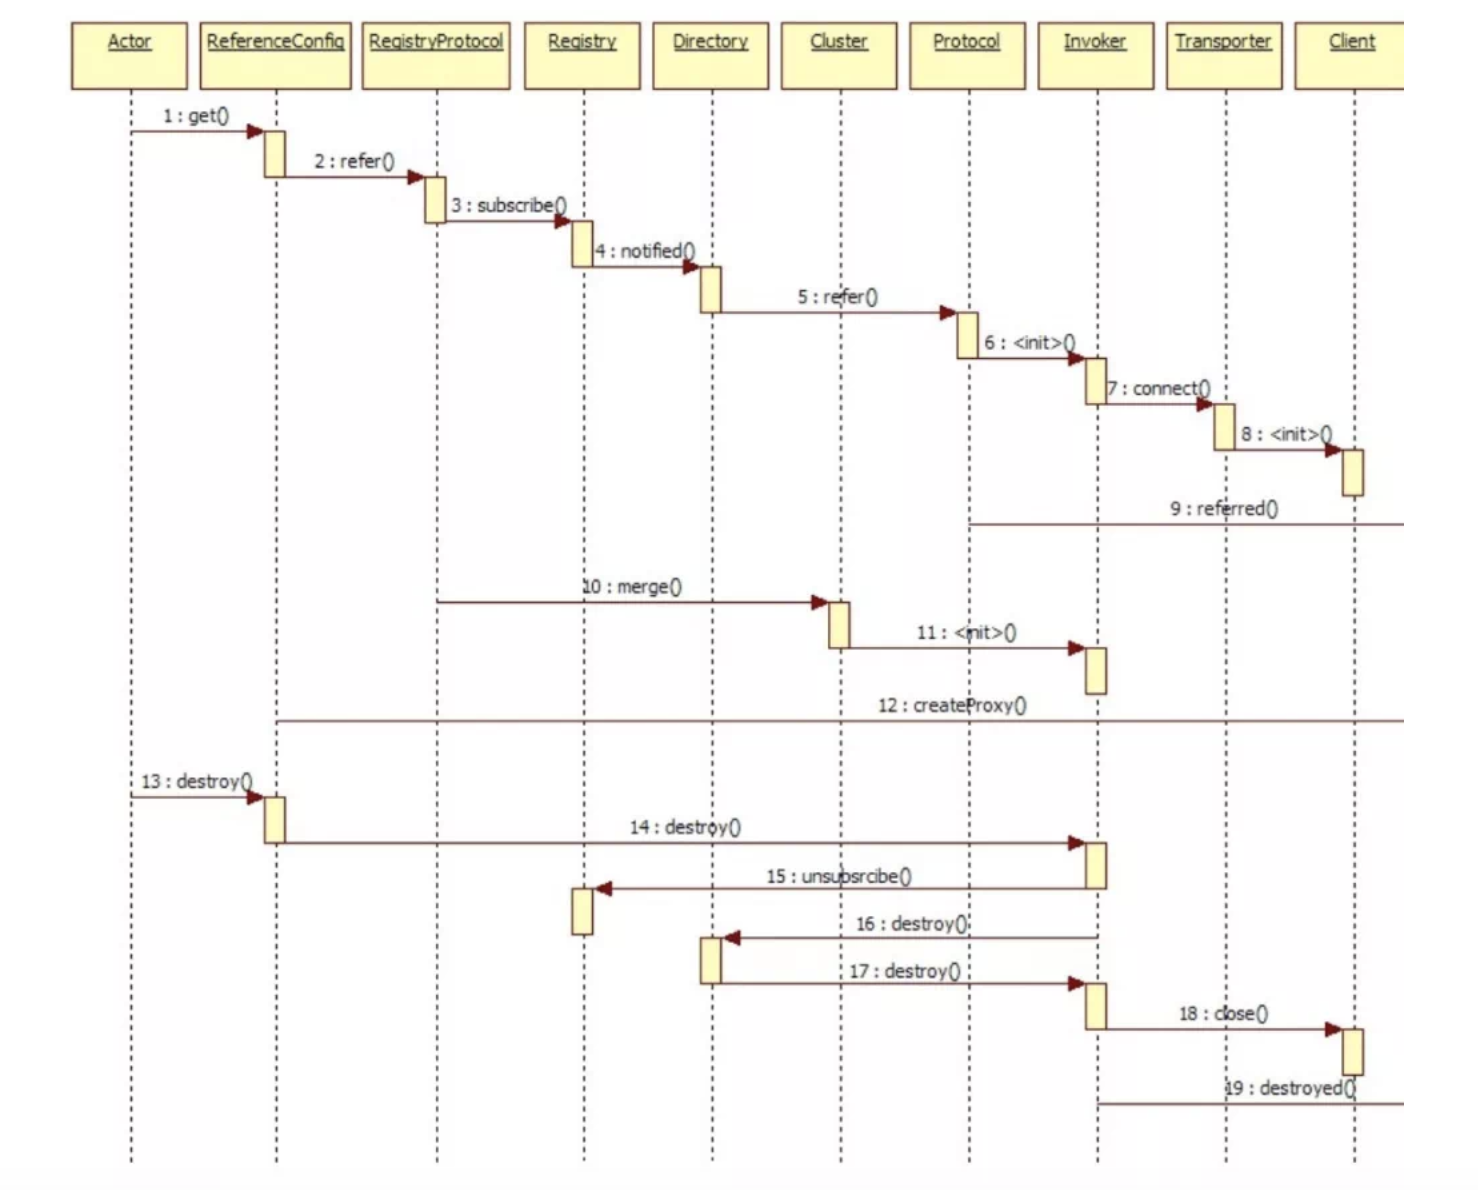 Actor ReferenceConfig RegistryProtocol Registry Directory Cluster Protocol Invoker Transporter Client
1 : get()
2 : refer()
3 : subscribe()
4 : notified()
5 : refer()
6 : <init>()
7 : connect()
8 : <init>()
9 : referred()
10 : merge()
11 : <init>()
12 : createProxy()
13 : destroy()
14 : destroy()
15 : unsubsrcibe()
16 : destroy()
17 : destroy()
18 : close()
19 : destroyed()